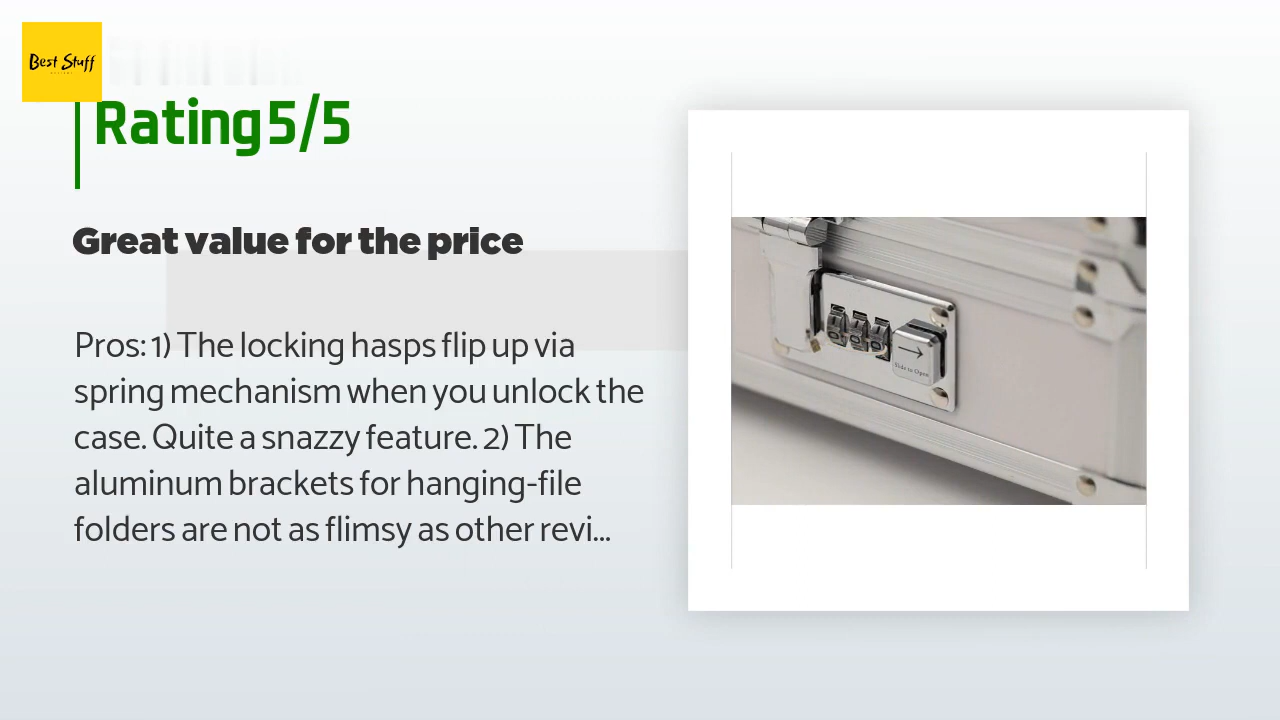 Best Stuff
Rating 5/5
Great value for the price
Pros: 1) The locking hasps flip up via
spring mechanism when you unlock the
case. Quite a snazzy feature. 2) The
aluminum brackets for hanging-file
folders are not as flimsy as other revi...
Slide to Open